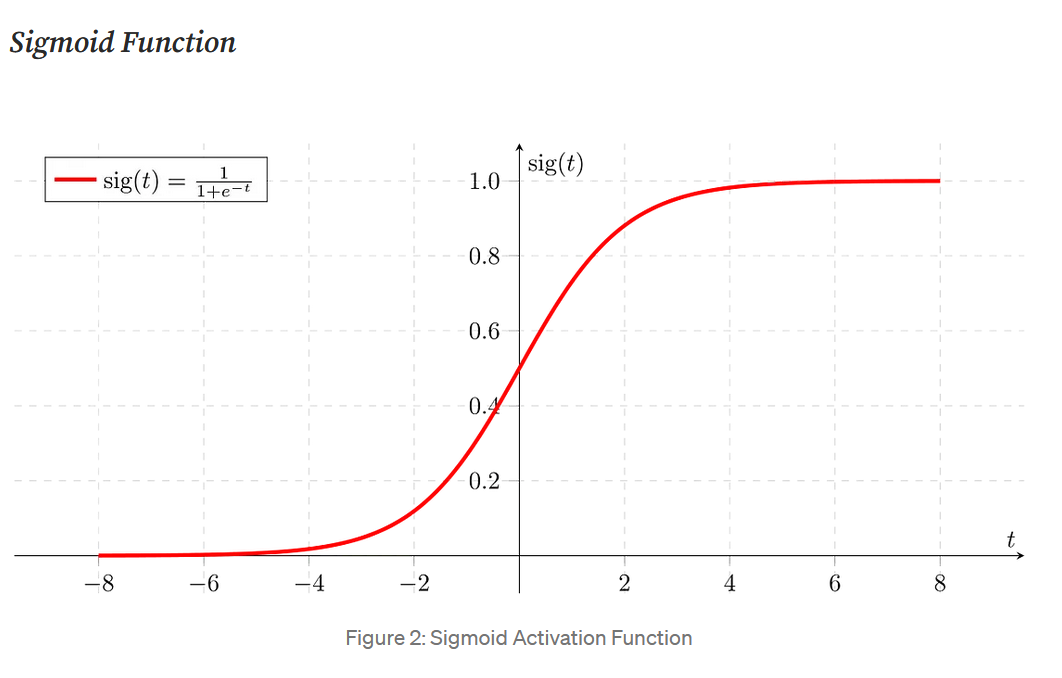 Sigmoid Function
sig(t)
sig(t) = 1/(1+e^−t)
1.0
0.8
0.6
0.4
0.2
t
−8 −6 −4 −2 2 4 6 8
Figure 2: Sigmoid Activation Function